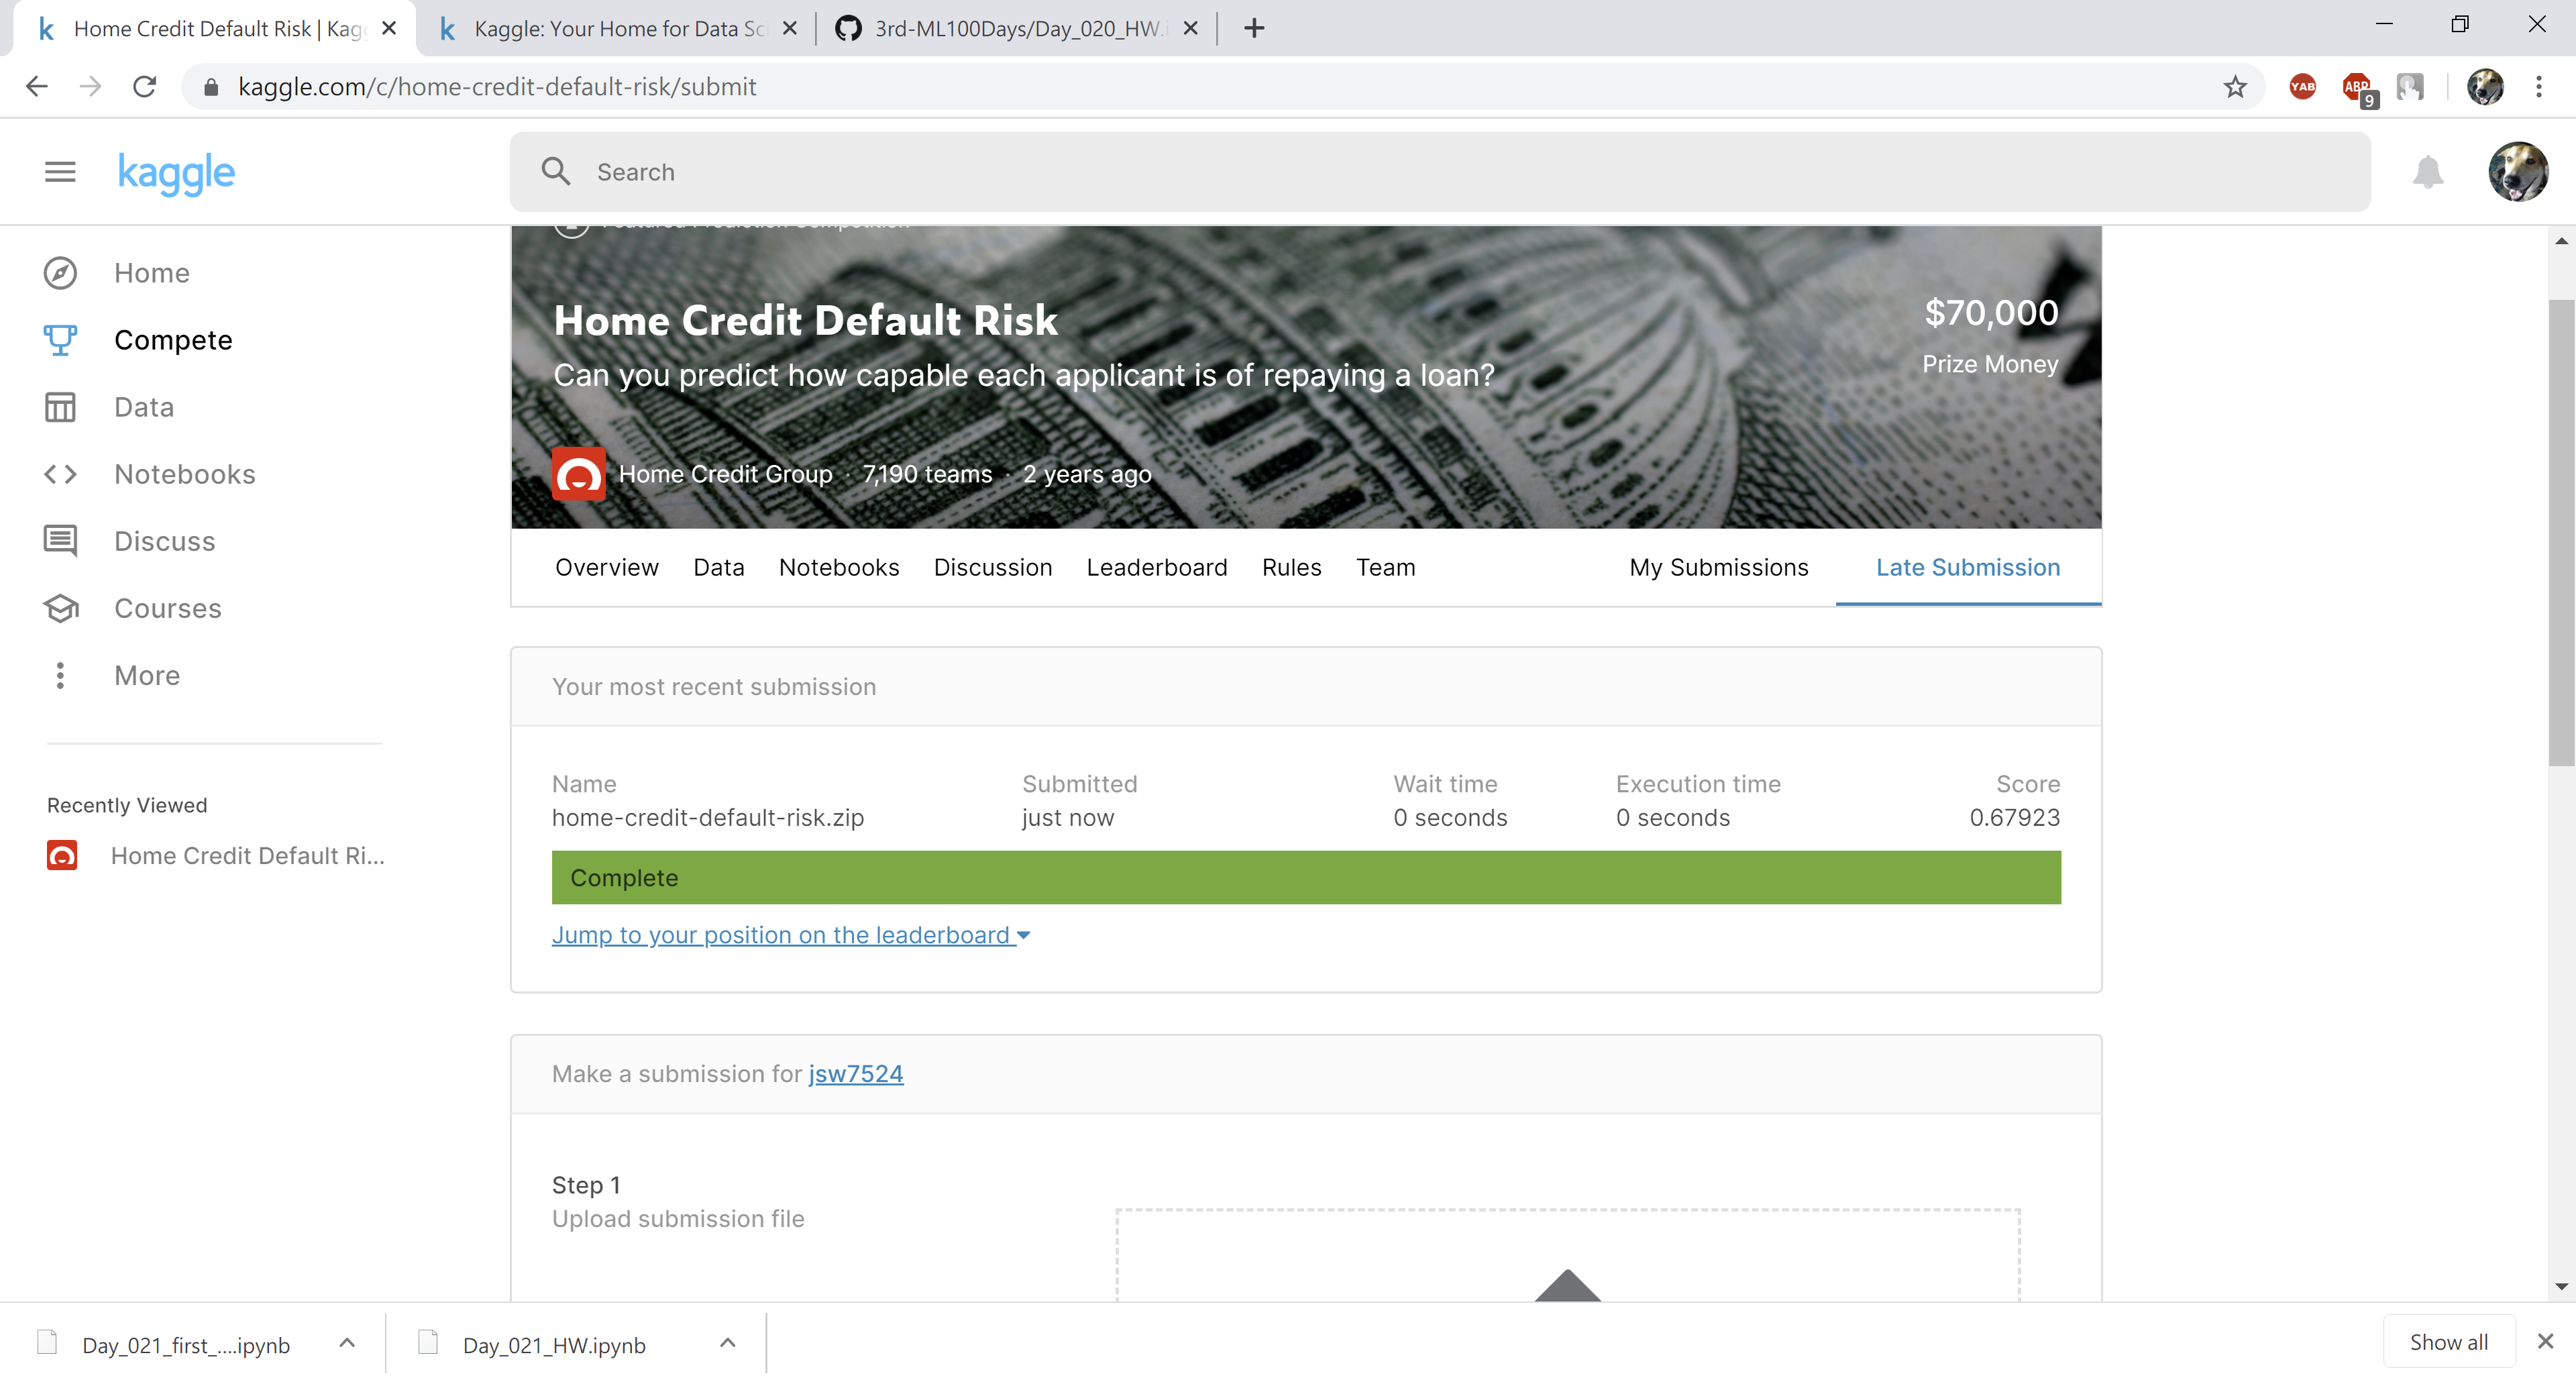 Home Credit Default Risk | Kag
Kaggle: Your Home for Data Sc
3rd-ML100Days/Day_020_HW.i
kaggle.com/c/home-credit-default-risk/submit
YAB
ABP
9
kaggle
Search
Home
Compete
Data
Notebooks
Discuss
Courses
More
Recently Viewed
Home Credit Default Ri...
Featured Prediction Competition
Home Credit Default Risk
Can you predict how capable each applicant is of repaying a loan?
$70,000
Prize Money
Home Credit Group · 7,190 teams · 2 years ago
Overview Data Notebooks Discussion Leaderboard Rules Team My Submissions Late Submission
Your most recent submission
Name Submitted Wait time Execution time Score
home-credit-default-risk.zip just now 0 seconds 0 seconds 0.67923
Complete
Jump to your position on the leaderboard
Make a submission for jsw7524
Step 1
Upload submission file
Day_021_first_....ipynb
Day_021_HW.ipynb
Show all